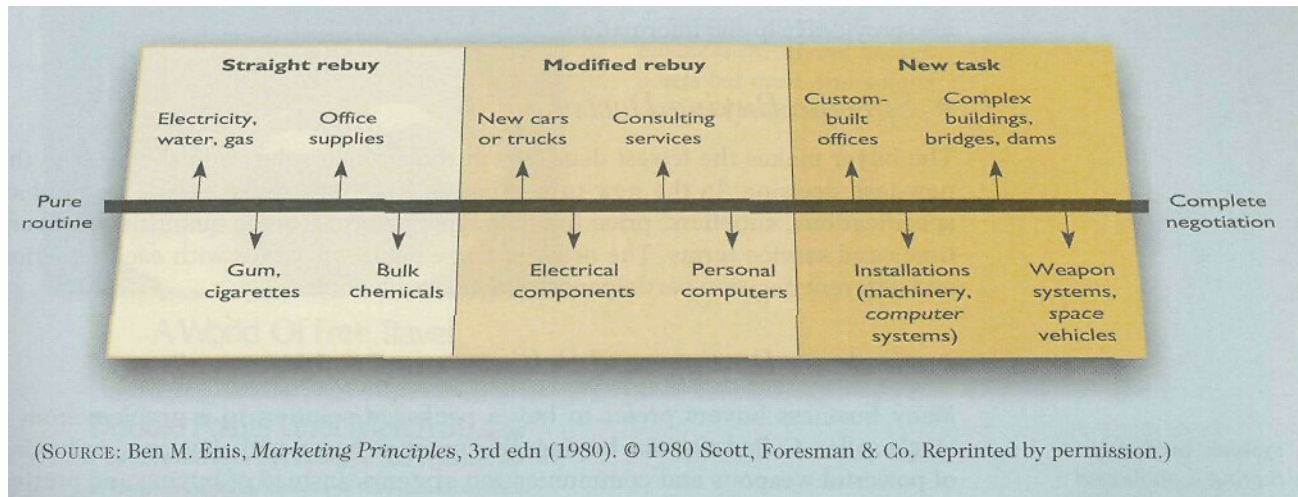 Straight rebuy
Modified rebuy
New task
Electricity,
water, gas
Office
supplies
New cars
or trucks
Consulting
services
Custom-
built
offices
Complex
buildings,
bridges, dams
Pure
routine
Complete
negotiation
Gum,
cigarettes
Bulk
chemicals
Electrical
components
Personal
computers
Installations
(machinery,
computer
systems)
Weapon
systems,
space
vehicles
(SOURCE: Ben M. Enis, Marketing Principles, 3rd edn (1980). © 1980 Scott, Foresman & Co. Reprinted by permission.)